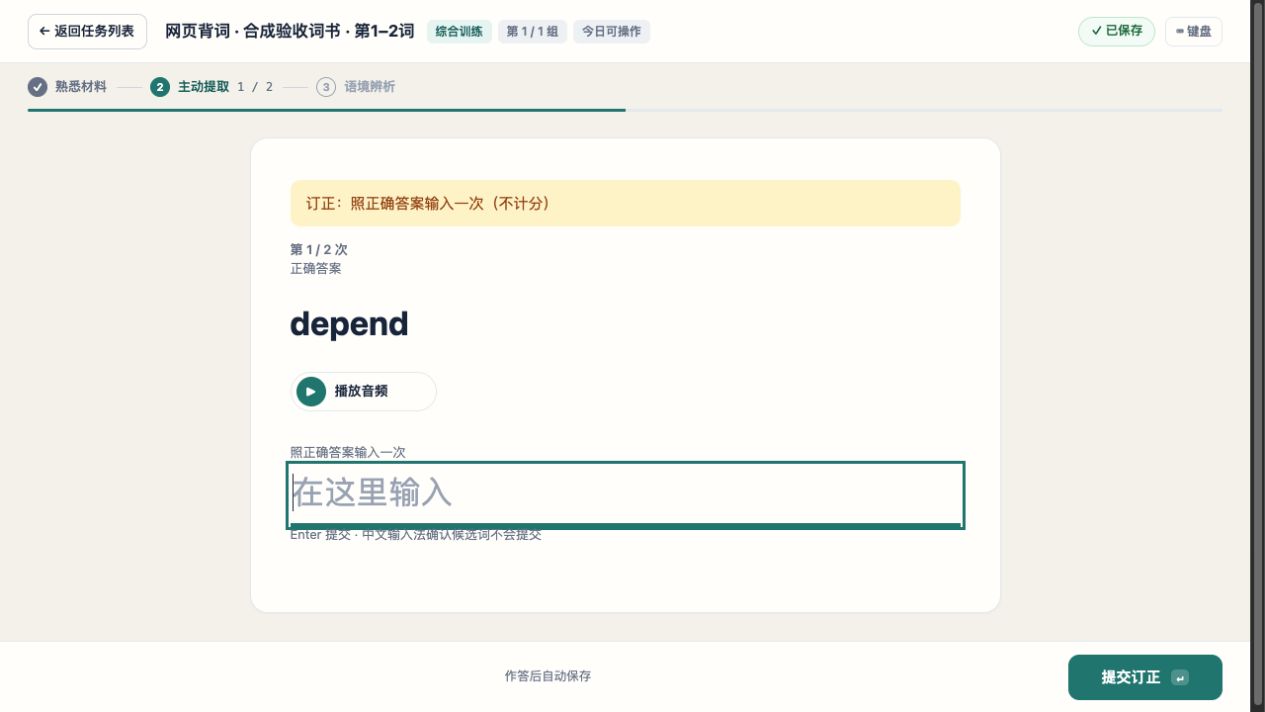 ← 返回任务列表 网页背词 · 合成验收词书 · 第1–2词 综合训练 第 1 / 1 组 今日可操作 ✓ 已保存 ⌨ 键盘
✓ 熟悉材料 2 主动提取 1 / 2 3 语境辨析
订正：照正确答案输入一次（不计分）
第 1 / 2 次
正确答案
depend
播放音频
照正确答案输入一次
在这里输入
Enter 提交 · 中文输入法确认候选词不会提交
作答后自动保存 提交订正 ↵